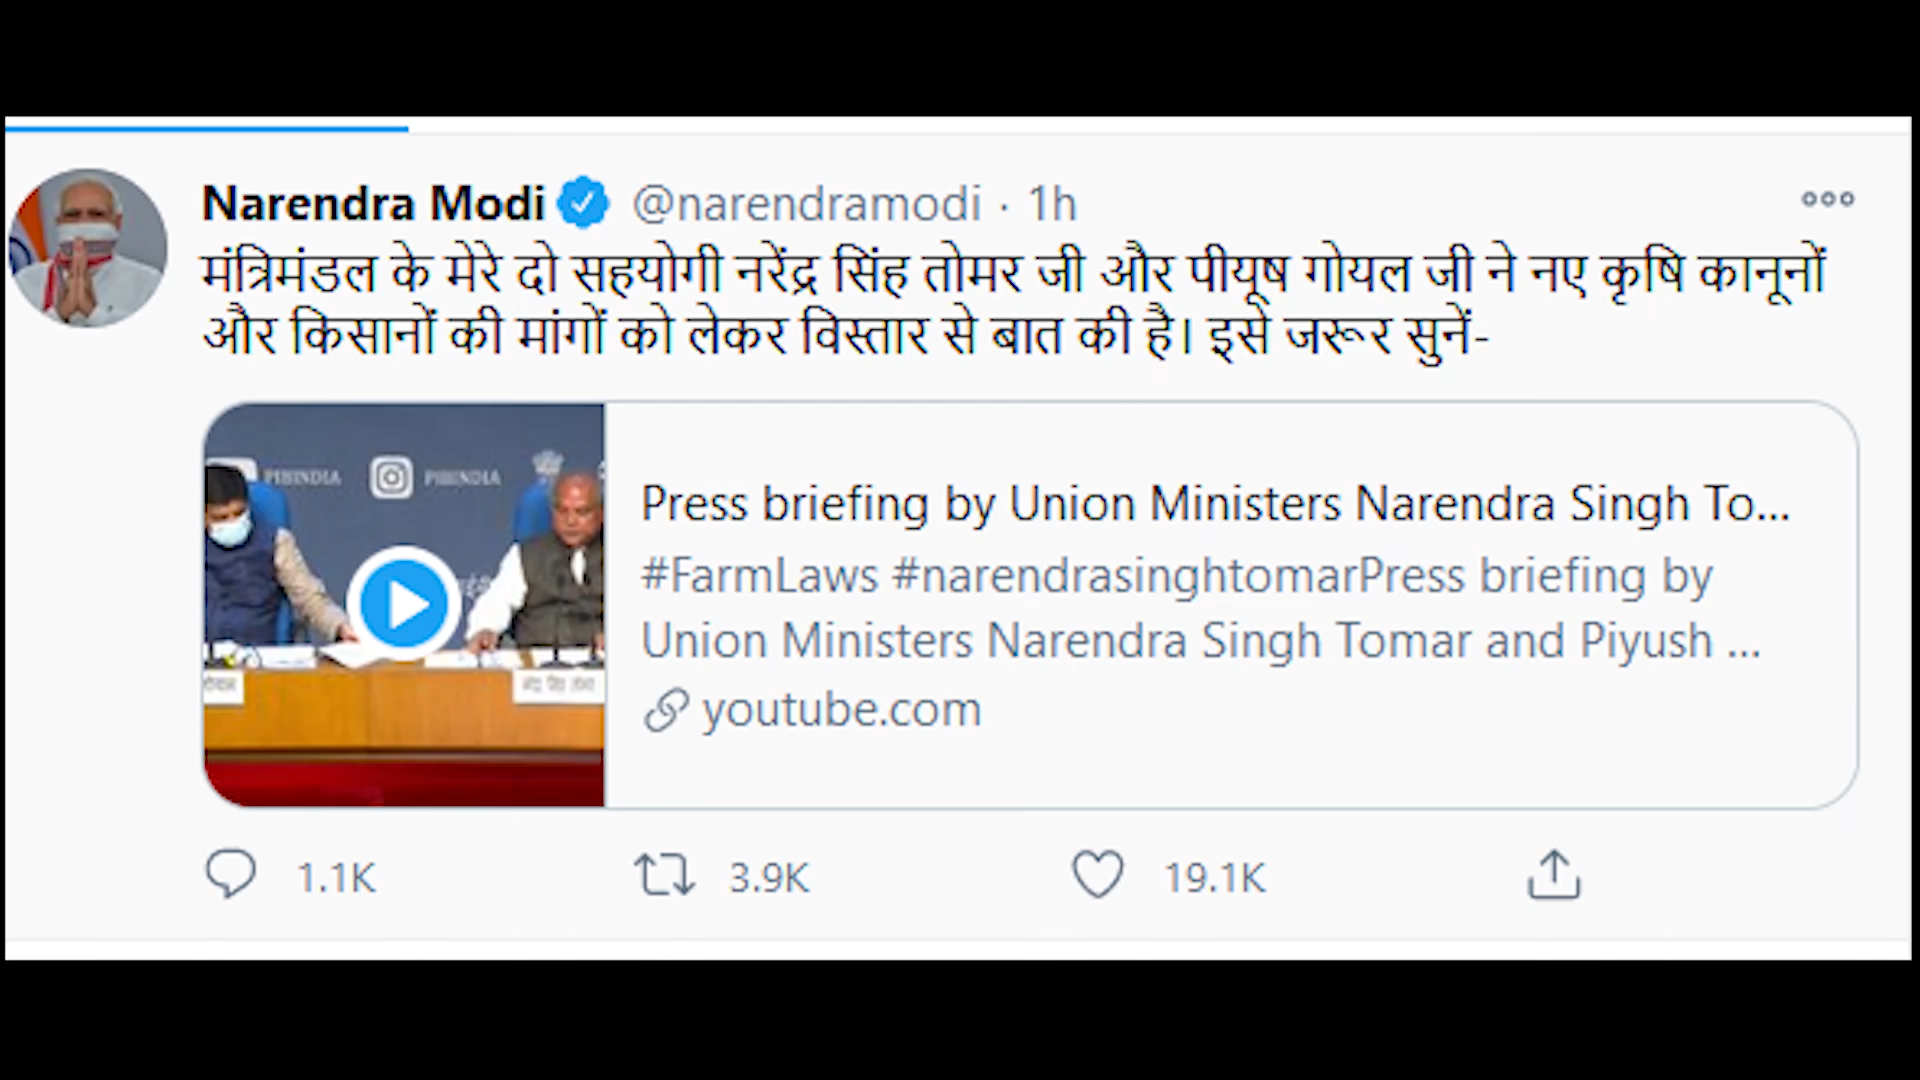 Narendra Modi @narendramodi · 1h
मंत्रिमंडल के मेरे दो सहयोगी नरेंद्र सिंह तोमर जी और पीयूष गोयल जी ने नए कृषि कानूनों
और किसानों की मांगों को लेकर विस्तार से बात की है। इसे जरूर सुनें-
PIBINDIA PIBINDIA
Press briefing by Union Ministers Narendra Singh To...
#FarmLaws #narendrasinghtomarPress briefing by
Union Ministers Narendra Singh Tomar and Piyush ...
youtube.com
1.1K 3.9K 19.1K